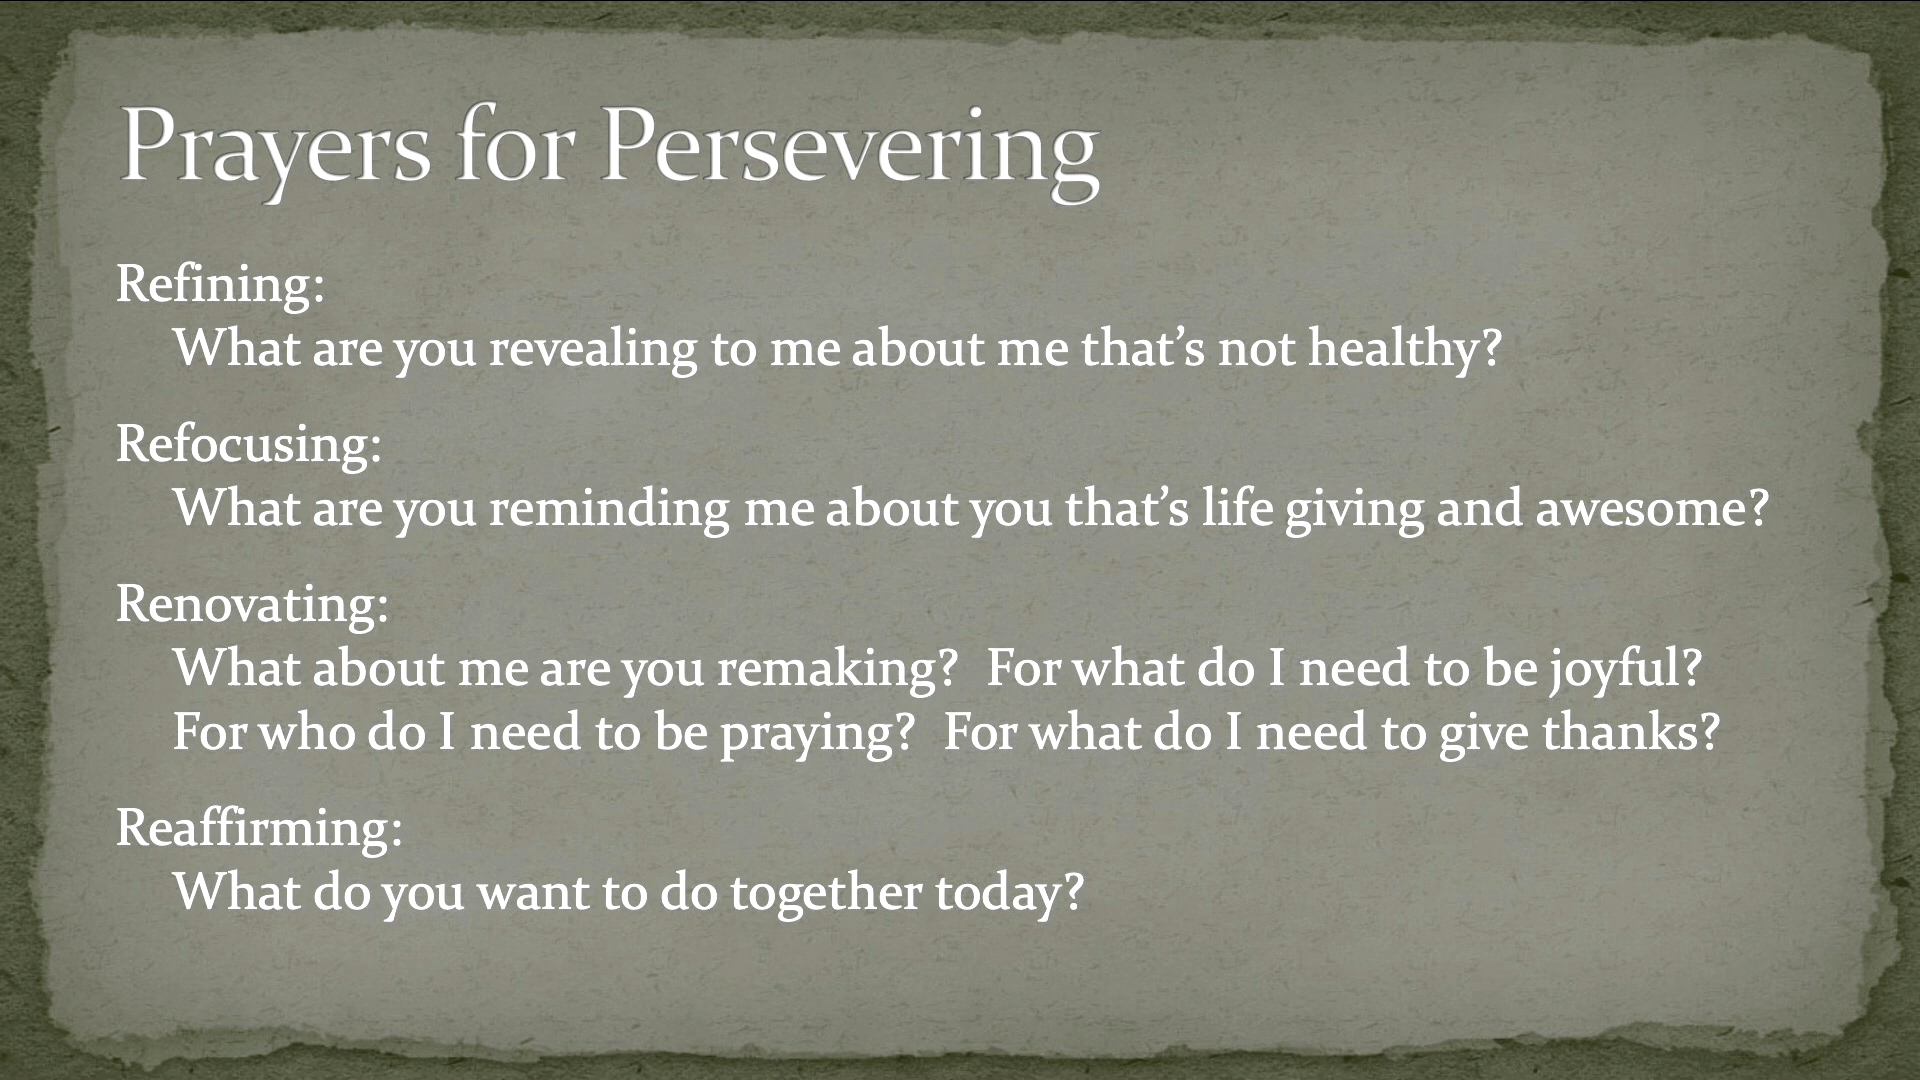 Prayers for Persevering
Refining:
What are you revealing to me about me that’s not healthy?
Refocusing:
What are you reminding me about you that’s life giving and awesome?
Renovating:
What about me are you remaking?  For what do I need to be joyful?
For who do I need to be praying?  For what do I need to give thanks?
Reaffirming:
What do you want to do together today?